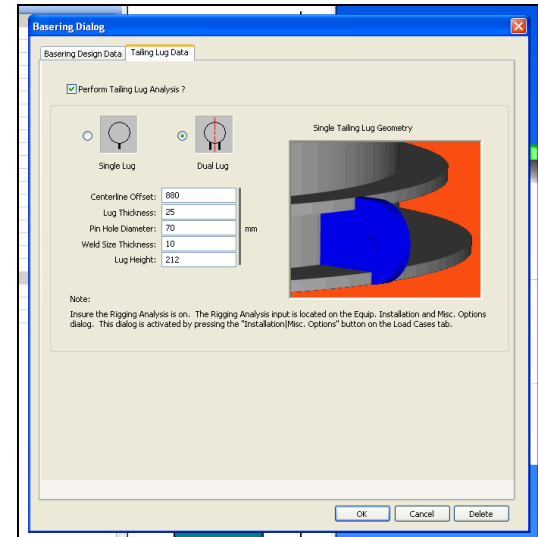 Basering Dialog
Basering Design Data
Tailing Lug Data
Perform Tailing Lug Analysis ?
Single Lug
Dual Lug
Single Tailing Lug Geometry
Centerline Offset: 880
Lug Thickness: 25
Pin Hole Diameter: 70 mm
Weld Size Thickness: 10
Lug Height: 212
Note:
Insure the Rigging Analysis is on. The Rigging Analysis input is located on the Equip. Installation and Misc. Options
dialog. This dialog is activated by pressing the "Installation|Misc. Options" button on the Load Cases tab.
OK
Cancel
Delete